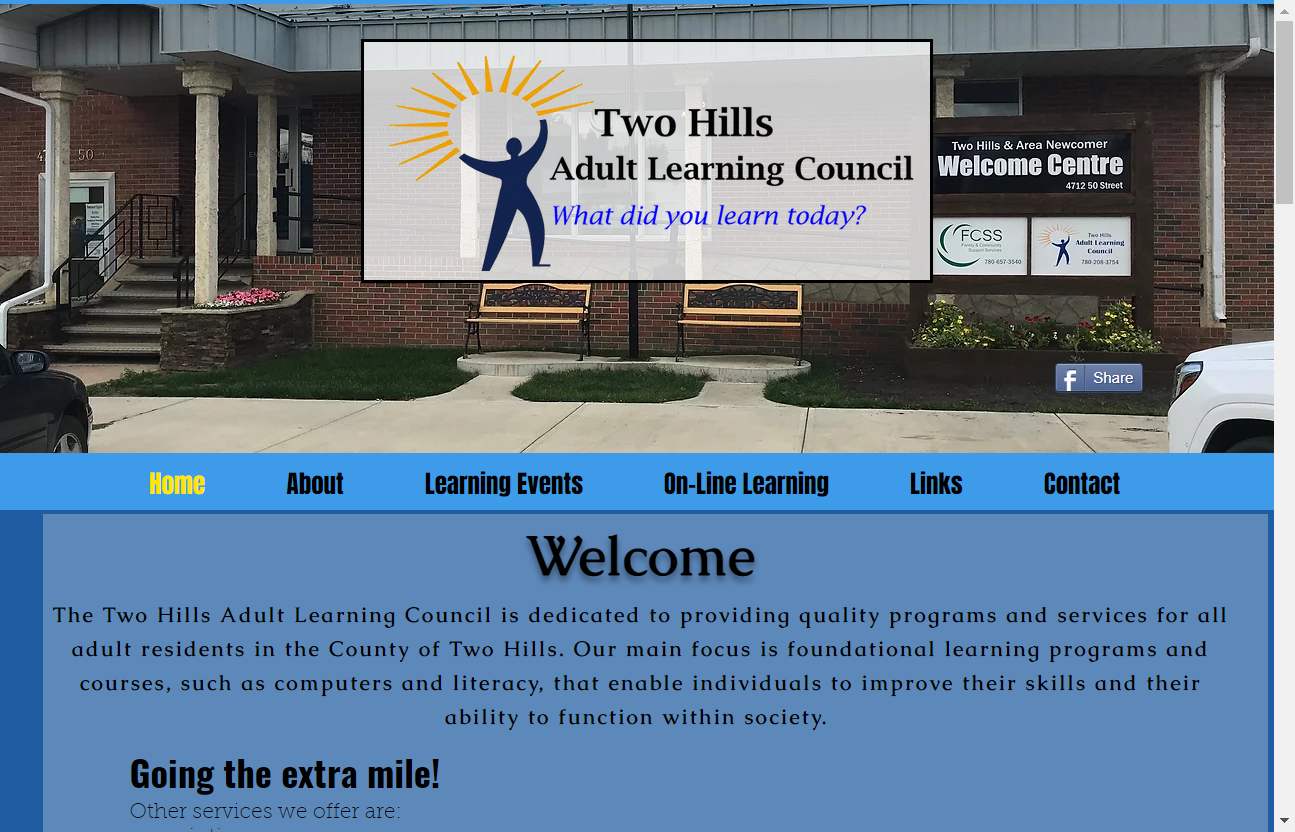 Two Hills
Adult Learning Council
What did you learn today?
Two Hills & Area Newcomer
Welcome Centre
4712 50 Street
FCSS
Family & Community
Support Services
780-657-3540
Two Hills
Adult Learning
Council
780-208-3754
Share
Home About Learning Events On-Line Learning Links Contact
Welcome
The Two Hills Adult Learning Council is dedicated to providing quality programs and services for all
adult residents in the County of Two Hills. Our main focus is foundational learning programs and
courses, such as computers and literacy, that enable individuals to improve their skills and their
ability to function within society.
Going the extra mile!
Other services we offer are: